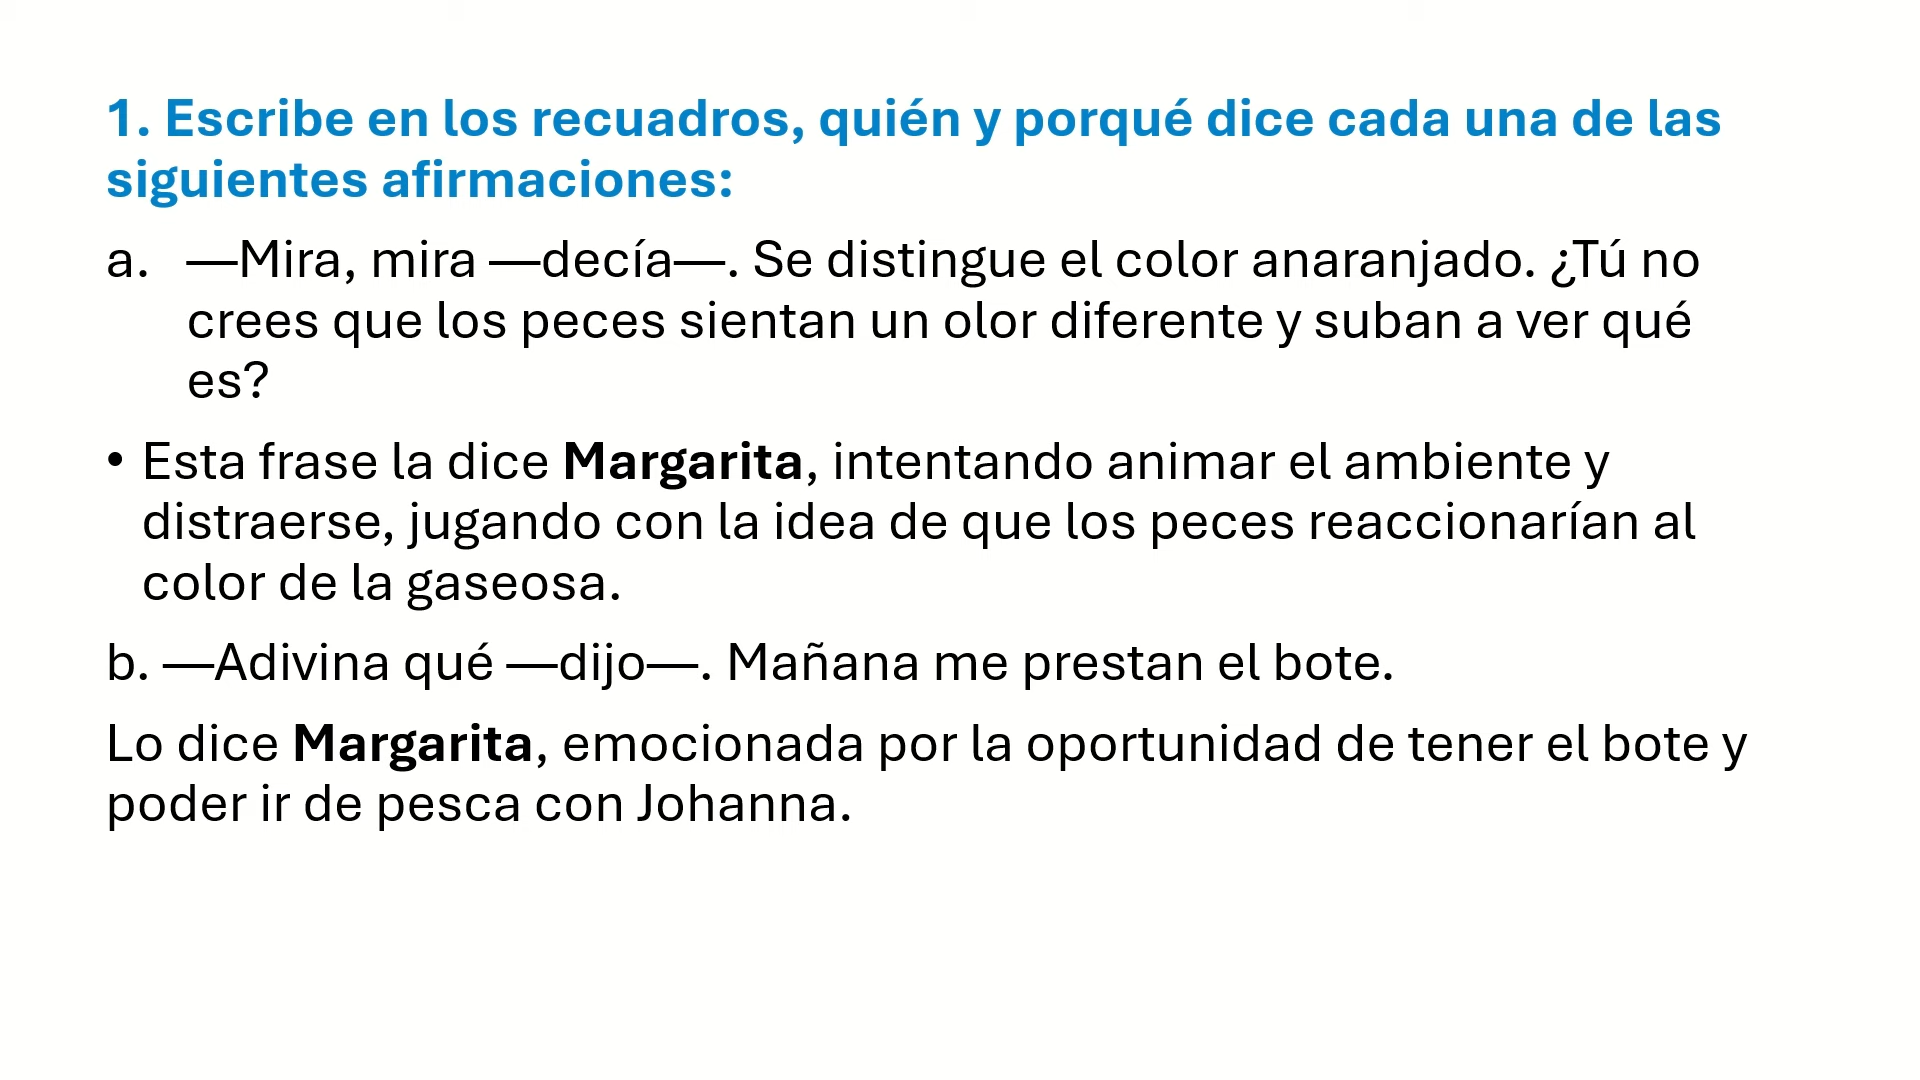 1. Escribe en los recuadros, quién y porqué dice cada una de las
siguientes afirmaciones:
a. —Mira, mira —decía—. Se distingue el color anaranjado. ¿Tú no
crees que los peces sientan un olor diferente y suban a ver qué
es?
• Esta frase la dice Margarita, intentando animar el ambiente y
distraerse, jugando con la idea de que los peces reaccionarían al
color de la gaseosa.
b. —Adivina qué —dijo—. Mañana me prestan el bote.
Lo dice Margarita, emocionada por la oportunidad de tener el bote y
poder ir de pesca con Johanna.